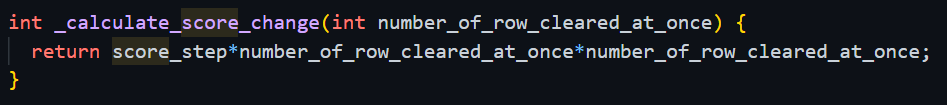 int _calculate_score_change(int number_of_row_cleared_at_once) {
  return score_step*number_of_row_cleared_at_once*number_of_row_cleared_at_once;
}